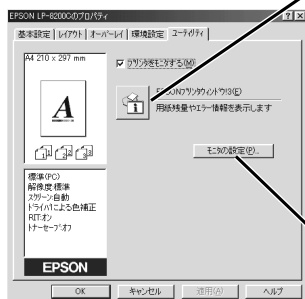 EPSON LP-8200Cのプロパティ
基本設定 レイアウト オーバーレイ 環境設定 ユーティリティ
A4 210 x 297 mm
プリンタをモニタする(M)
EPSONプリンタウィンドウ!3(E)
用紙残量やエラー情報を表示します
モニタの設定(P)...
標準(PC)
解像度:標準
スクリーン:自動
ドライバによる色補正
RIT:オン
トナーセーブ:オフ
EPSON
OK キャンセル 適用(A) ヘルプ